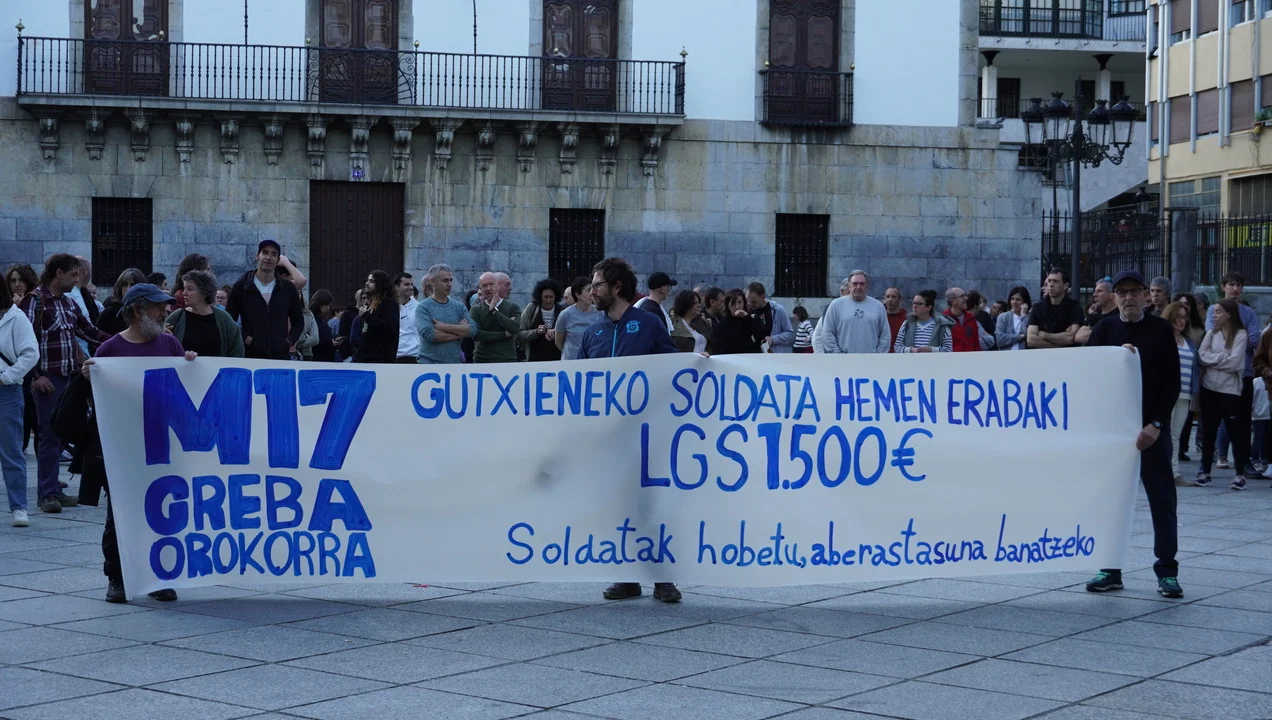 M17
GREBA
OROKORRA
GUTXIENEKO SOLDATA HEMEN ERABAKI
LGS 1.500€
Soldatak hobetu, aberastasuna banatzeko